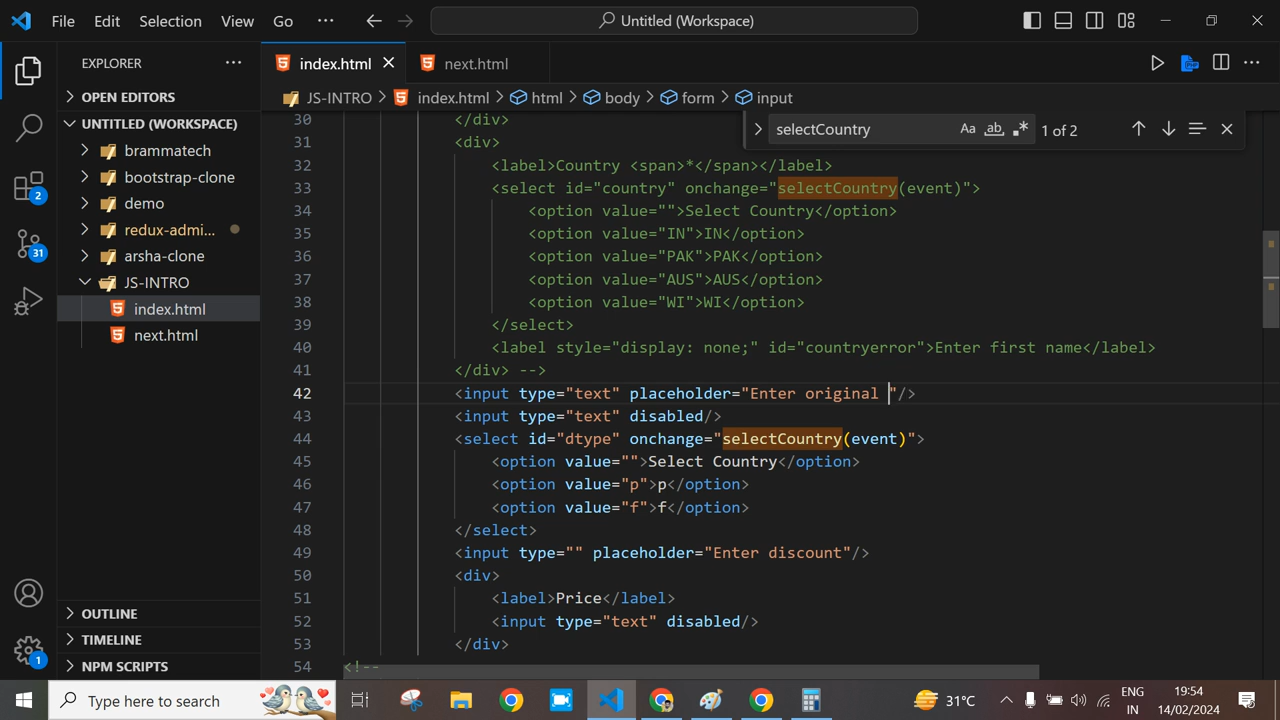 File Edit Selection View Go ··· Untitled (Workspace)
EXPLORER ···
OPEN EDITORS
UNTITLED (WORKSPACE)
brammatech
bootstrap-clone
demo
redux-admi...
arsha-clone
JS-INTRO
index.html
next.html
OUTLINE
TIMELINE
NPM SCRIPTS
2
31
1
index.html next.html
JS-INTRO > index.html > html > body > form > input
selectCountry Aa ab .* 1 of 2
30 </div>
31 <div>
32 <label>Country <span>*</span></label>
33 <select id="country" onchange="selectCountry(event)">
34 <option value="">Select Country</option>
35 <option value="IN">IN</option>
36 <option value="PAK">PAK</option>
37 <option value="AUS">AUS</option>
38 <option value="WI">WI</option>
39 </select>
40 <label style="display: none;" id="countryerror">Enter first name</label>
41 </div> -->
42 <input type="text" placeholder="Enter original "/>
43 <input type="text" disabled/>
44 <select id="dtype" onchange="selectCountry(event)">
45 <option value="">Select Country</option>
46 <option value="p">p</option>
47 <option value="f">f</option>
48 </select>
49 <input type="" placeholder="Enter discount"/>
50 <div>
51 <label>Price</label>
52 <input type="text" disabled/>
53 </div>
54 <!--
Type here to search
31°C
ENG
IN
19:54
14/02/2024